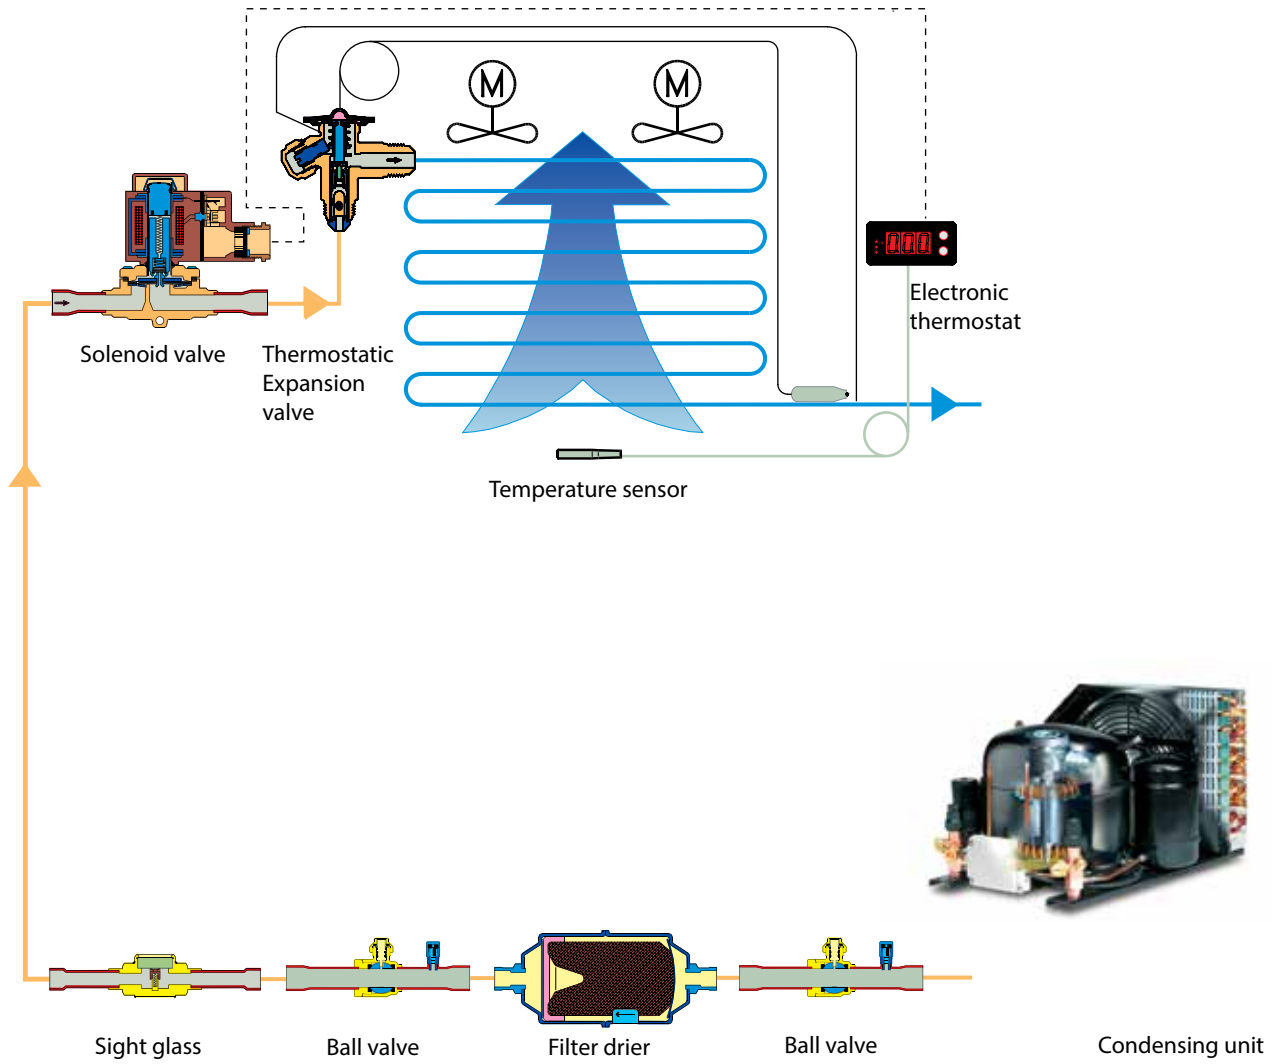 M
M
000
Electronic
thermostat
Solenoid valve
Thermostatic
Expansion
valve
Temperature sensor
Sight glass
Ball valve
Filter drier
Ball valve
Condensing unit